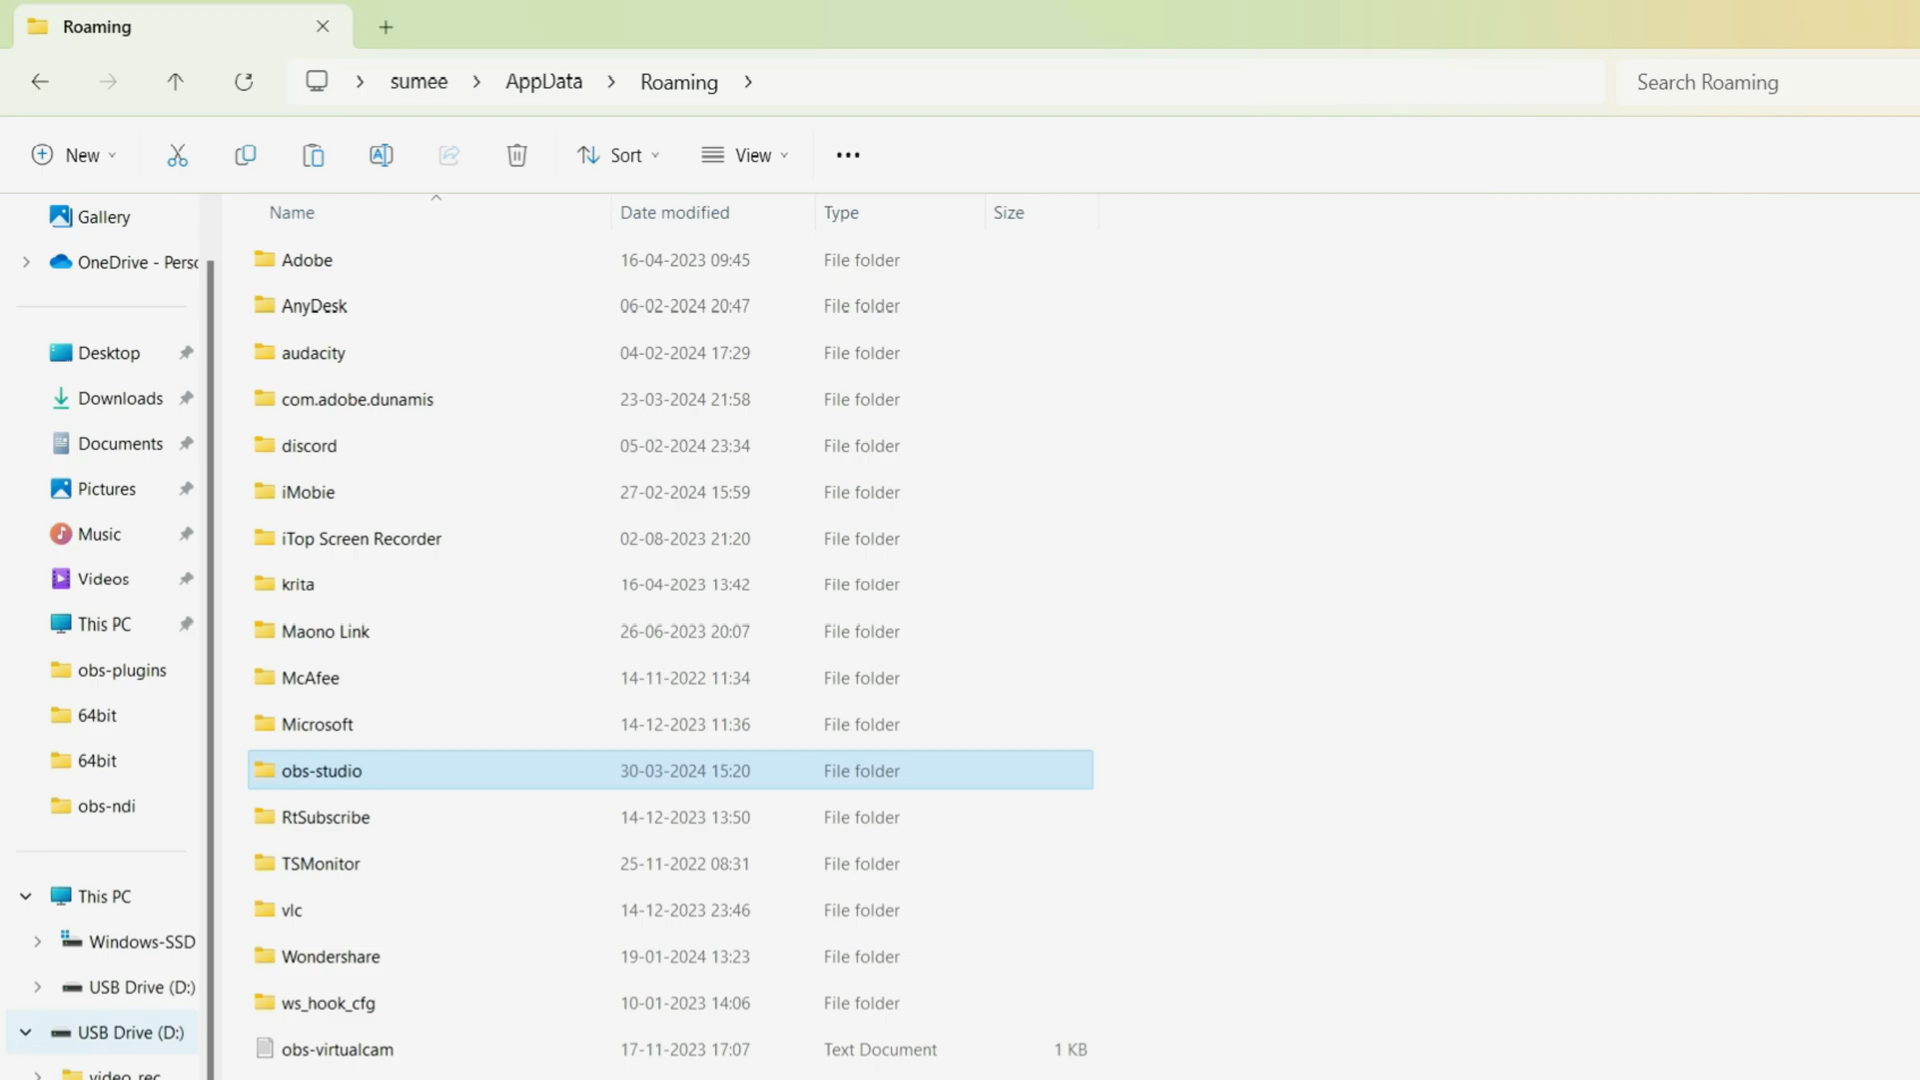 Roaming
sumee AppData Roaming
Search Roaming
New Sort View
Gallery
OneDrive - Perso
Desktop
Downloads
Documents
Pictures
Music
Videos
This PC
obs-plugins
64bit
64bit
obs-ndi
This PC
Windows-SSD
USB Drive (D:)
USB Drive (D:)
video_rec
Name Date modified Type Size
Adobe 16-04-2023 09:45 File folder
AnyDesk 06-02-2024 20:47 File folder
audacity 04-02-2024 17:29 File folder
com.adobe.dunamis 23-03-2024 21:58 File folder
discord 05-02-2024 23:34 File folder
iMobie 27-02-2024 15:59 File folder
iTop Screen Recorder 02-08-2023 21:20 File folder
krita 16-04-2023 13:42 File folder
Maono Link 26-06-2023 20:07 File folder
McAfee 14-11-2022 11:34 File folder
Microsoft 14-12-2023 11:36 File folder
obs-studio 30-03-2024 15:20 File folder
RtSubscribe 14-12-2023 13:50 File folder
TSMonitor 25-11-2022 08:31 File folder
vlc 14-12-2023 23:46 File folder
Wondershare 19-01-2024 13:23 File folder
ws_hook_cfg 10-01-2023 14:06 File folder
obs-virtualcam 17-11-2023 17:07 Text Document 1 KB